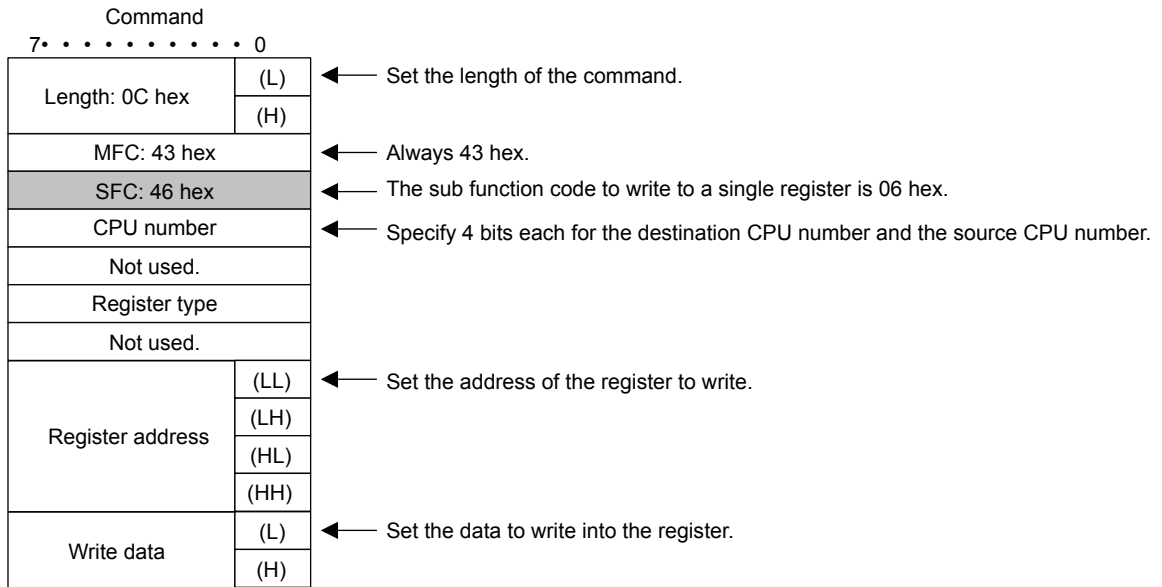 Command
7• • • • • • • • • • 0
Length: 0C hex
(L)
Set the length of the command.
(H)
MFC: 43 hex
Always 43 hex.
SFC: 46 hex
The sub function code to write to a single register is 06 hex.
CPU number
Specify 4 bits each for the destination CPU number and the source CPU number.
Not used.
Register type
Not used.
Register address
(LL)
Set the address of the register to write.
(LH)
(HL)
(HH)
Write data
(L)
Set the data to write into the register.
(H)